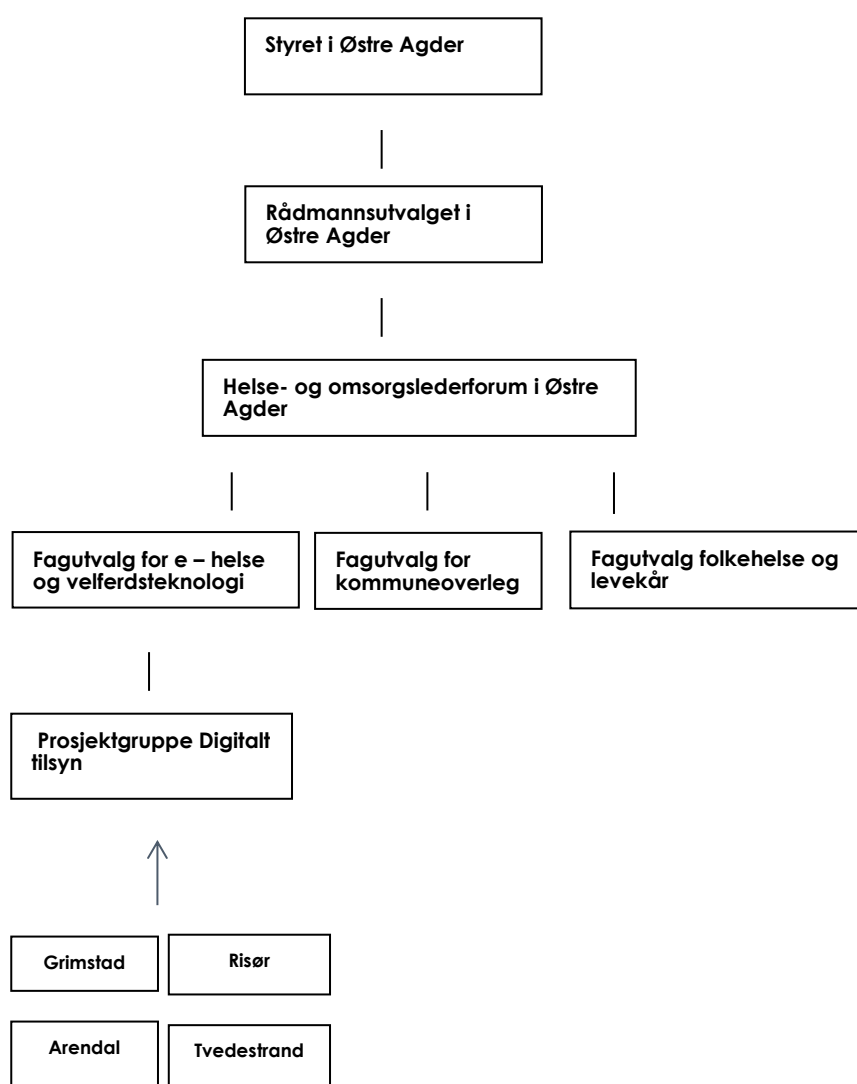 Styret i Østre Agder
Rådmannsutvalget i
Østre Agder
Helse- og omsorgslederforum i Østre
Agder
Fagutvalg for e – helse
og velferdsteknologi
Fagutvalg for
kommuneoverleg
Fagutvalg folkehelse og
levekår
Prosjektgruppe Digitalt
tilsyn
Grimstad
Risør
Arendal
Tvedestrand